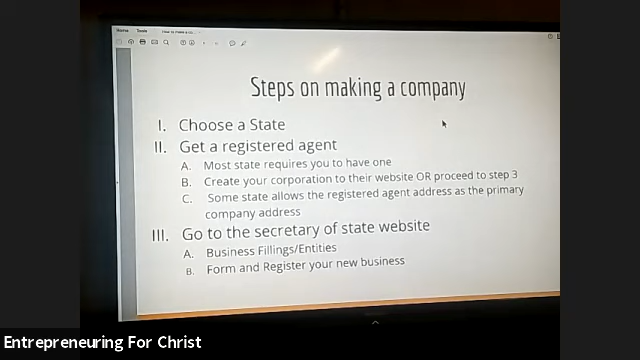 Home Tools
Steps on making a company
I. Choose a State
II. Get a registered agent
A. Most state requires you to have one
B. Create your corporation to their website OR proceed to step 3
C. Some state allows the registered agent address as the primary
company address
III. Go to the secretary of state website
A. Business Fillings/Entities
B. Form and Register your new business
Entrepreneuring For Christ